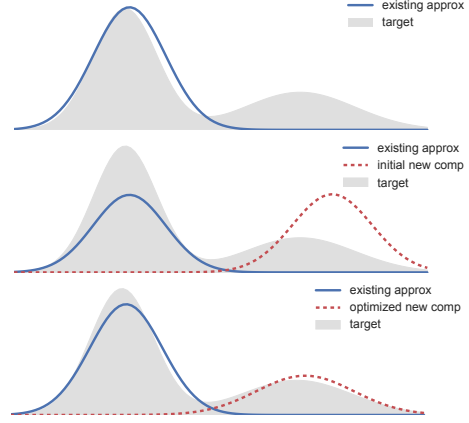 existing approx
target
existing approx
initial new comp
target
existing approx
optimized new comp
target